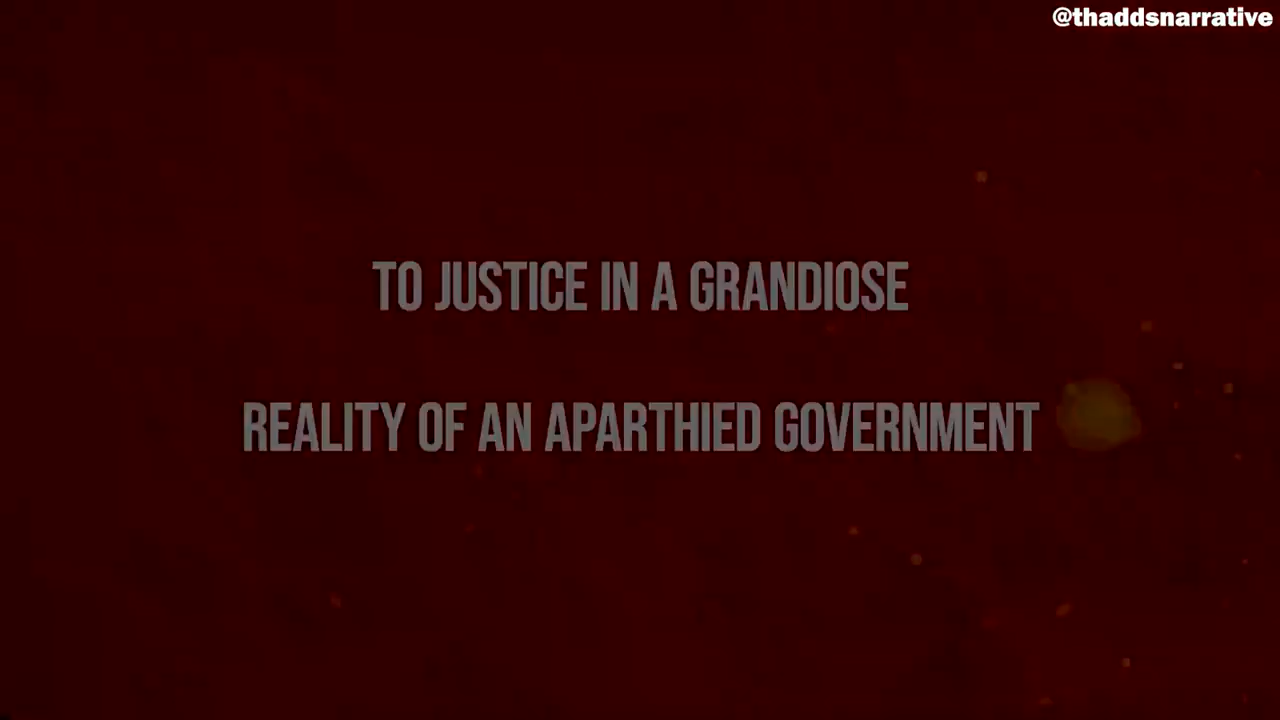 @thaddsnarrative
TO JUSTICE IN A GRANDIOSE
REALITY OF AN APARTHIED GOVERNMENT